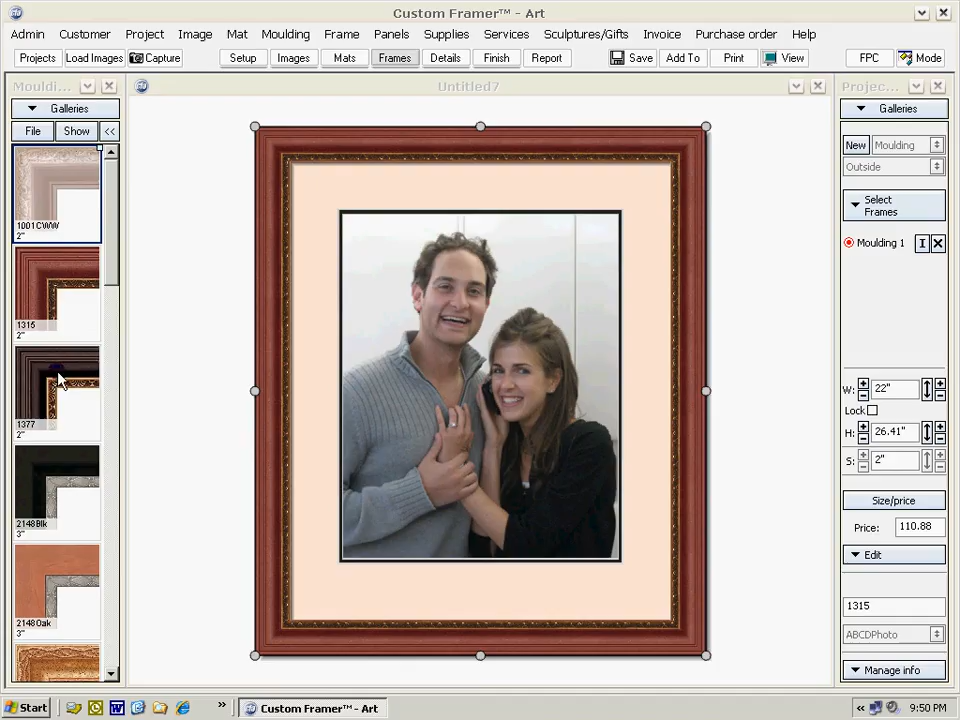 Custom Framer™ - Art
Admin Customer Project Image Mat Moulding Frame Panels Supplies Services Sculptures/Gifts Invoice Purchase order Help
Projects Load Images Capture Setup Images Mats Frames Details Finish Report Save Add To Print View FPC Mode
Mouldi...
Galleries
File Show <<
1001CWW
2"
1315
2"
1377
2"
2148Blk
3"
2148Oak
3"
Untitled7
Projec...
Galleries
New Moulding
Outside
Select
Frames
Moulding 1 I X
W: 22"
Lock
H: 26.41"
S: 2"
Size/price
Price: 110.88
Edit
1315
ABCDPhoto
Manage info
Start » Custom Framer™ - Art « 9:50 PM